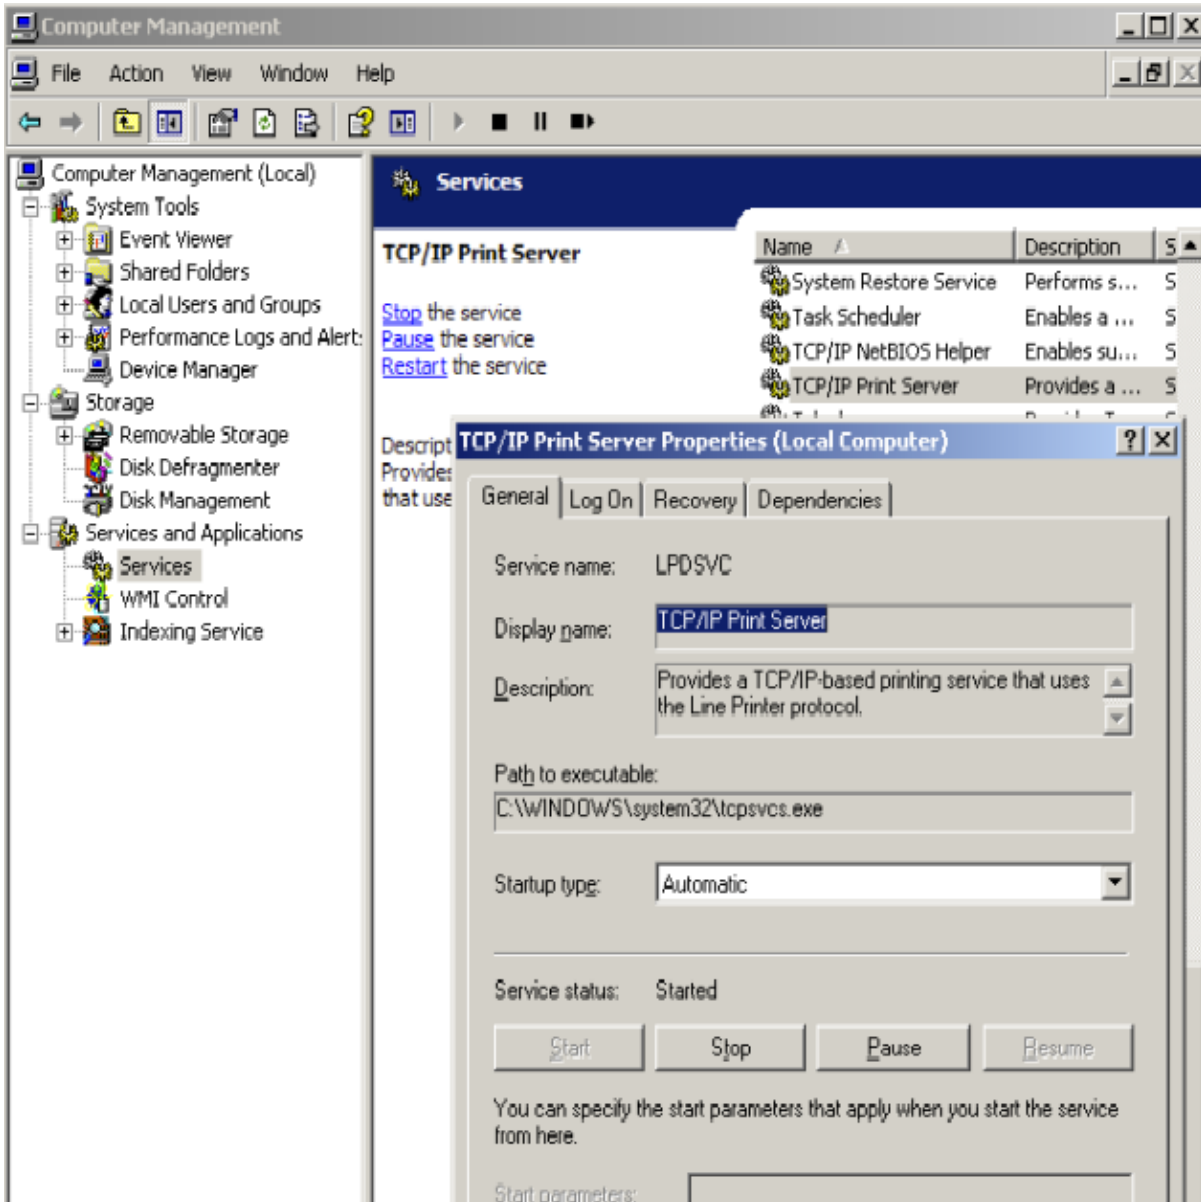 Computer Management
File Action View Window Help
Computer Management (Local)
System Tools
Event Viewer
Shared Folders
Local Users and Groups
Performance Logs and Alert:
Device Manager
Storage
Removable Storage
Disk Defragmenter
Disk Management
Services and Applications
Services
WMI Control
Indexing Service
Services
TCP/IP Print Server
Stop the service
Pause the service
Restart the service
Descript
Provides
that use
Name Description S
System Restore Service Performs s... S
Task Scheduler Enables a ... S
TCP/IP NetBIOS Helper Enables su... S
TCP/IP Print Server Provides a ... S
TCP/IP Print Server Properties (Local Computer)
General Log On Recovery Dependencies
Service name: LPDSVC
Display name: TCP/IP Print Server
Description: Provides a TCP/IP-based printing service that uses
the Line Printer protocol.
Path to executable:
C:\WINDOWS\system32\tcpsvcs.exe
Startup type: Automatic
Service status: Started
Start Stop Pause Resume
You can specify the start parameters that apply when you start the service
from here.
Start parameters: